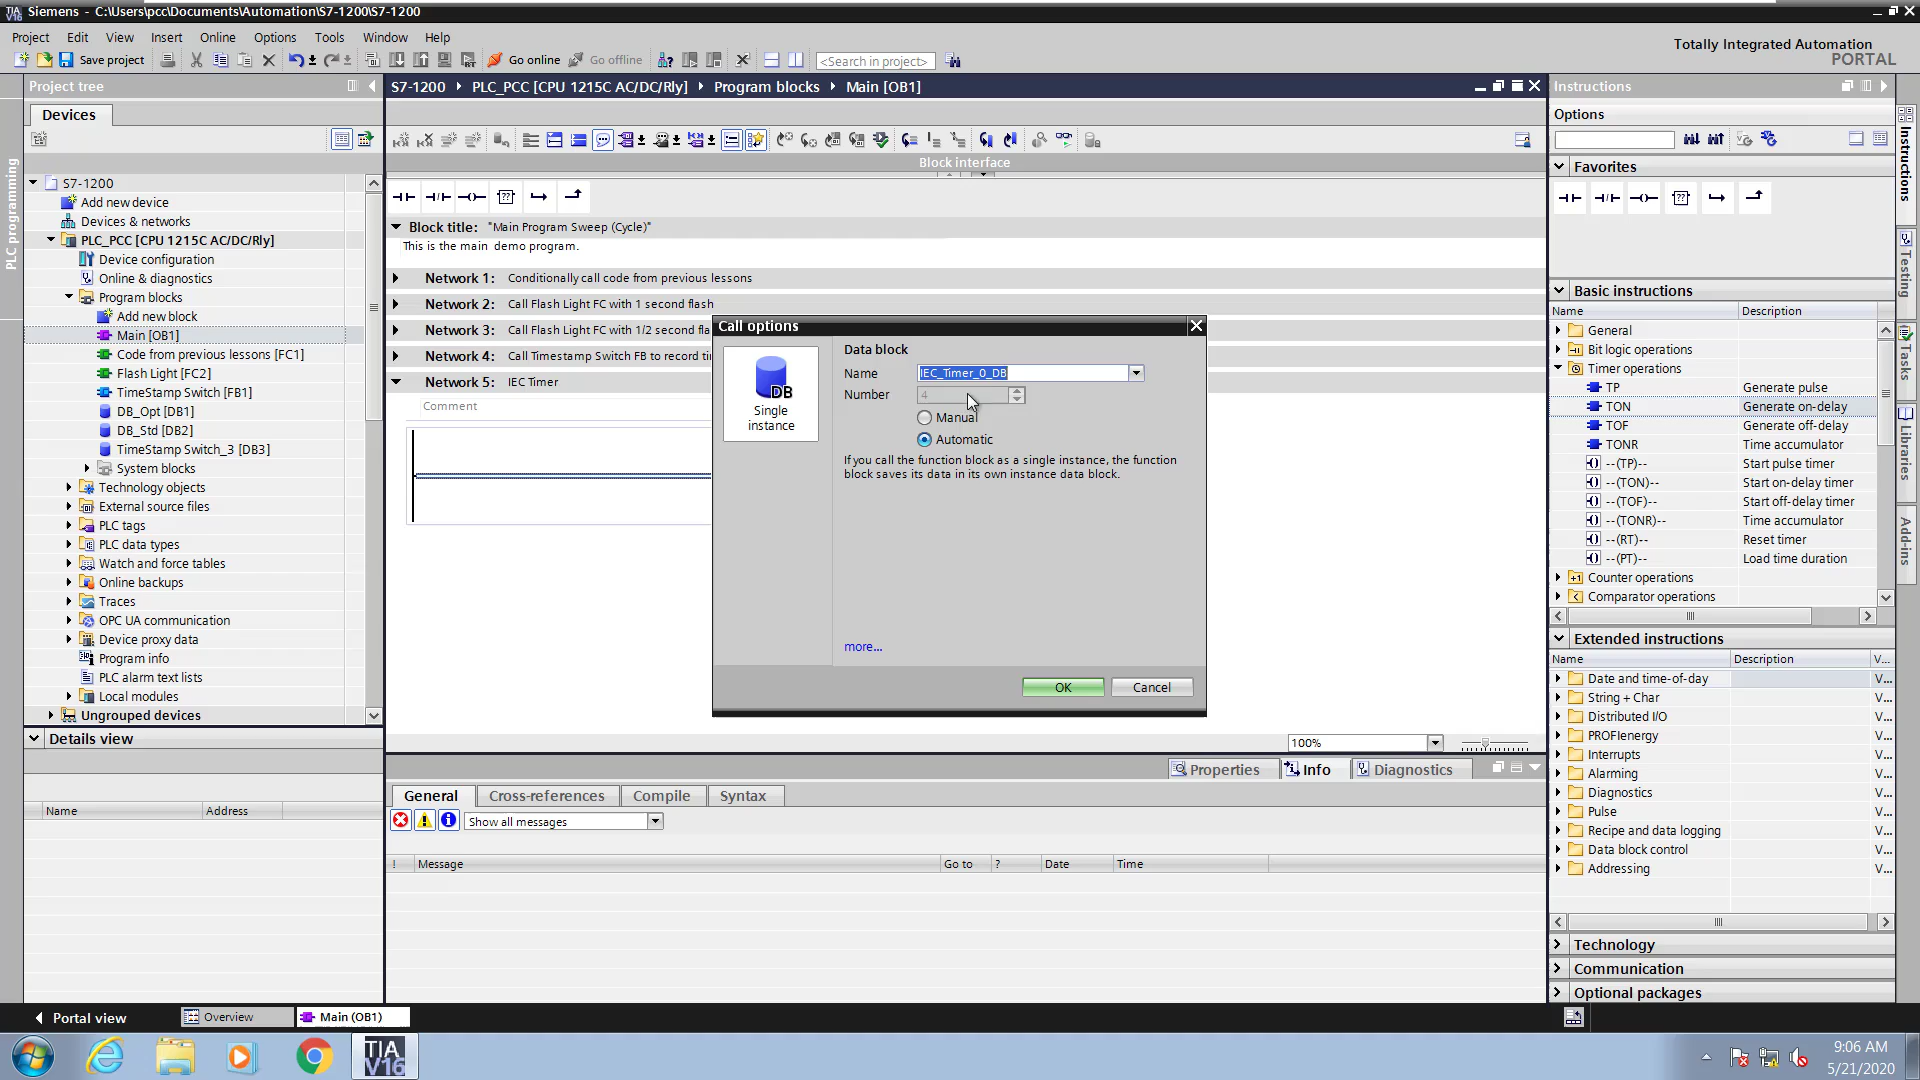 Siemens - C:\Users\pcc\Documents\Automation\S7-1200\S7-1200
Project Edit View Insert Online Options Tools Window Help
Totally Integrated Automation
PORTAL
Save project
Go online
Go offline
<Search in project>
Project tree
Devices
PLC programming
S7-1200
Add new device
Devices & networks
PLC_PCC [CPU 1215C AC/DC/Rly]
Device configuration
Online & diagnostics
Program blocks
Add new block
Main [OB1]
Code from previous lessons [FC1]
Flash Light [FC2]
TimeStamp Switch [FB1]
DB_Opt [DB1]
DB_Std [DB2]
TimeStamp Switch_3 [DB3]
System blocks
Technology objects
External source files
PLC tags
PLC data types
Watch and force tables
Online backups
Traces
OPC UA communication
Device proxy data
Program info
PLC alarm text lists
Local modules
Ungrouped devices
Details view
Name Address
S7-1200 PLC_PCC [CPU 1215C AC/DC/Rly] Program blocks Main [OB1]
Block interface
Block title: "Main Program Sweep (Cycle)"
This is the main demo program.
Network 1: Conditionally call code from previous lessons
Network 2: Call Flash Light FC with 1 second flash
Network 3: Call Flash Light FC with 1/2 second fla
Network 4: Call Timestamp Switch FB to record ti
Network 5: IEC Timer
Comment
Call options
DB
Single
instance
Data block
Name IEC_Timer_0_DB
Number 4
Manual
Automatic
If you call the function block as a single instance, the function
block saves its data in its own instance data block.
more...
OK Cancel
100%
Properties Info Diagnostics
General Cross-references Compile Syntax
Show all messages
! Message Go to ? Date Time
Instructions
Options
Favorites
Basic instructions
Name Description
General
Bit logic operations
Timer operations
TP Generate pulse
TON Generate on-delay
TOF Generate off-delay
TONR Time accumulator
--(TP)-- Start pulse timer
--(TON)-- Start on-delay timer
--(TOF)-- Start off-delay timer
--(TONR)-- Time accumulator
--(RT)-- Reset timer
--(PT)-- Load time duration
Counter operations
Comparator operations
Extended instructions
Name Description V...
Date and time-of-day V...
String + Char V...
Distributed I/O V...
PROFIenergy V...
Interrupts V...
Alarming V...
Diagnostics V...
Pulse V...
Recipe and data logging V...
Data block control V...
Addressing V...
Technology
Communication
Optional packages
Instructions
Testing
Tasks
Libraries
Add-ins
Portal view Overview Main (OB1)
TIA
V16
9:06 AM
5/21/2020